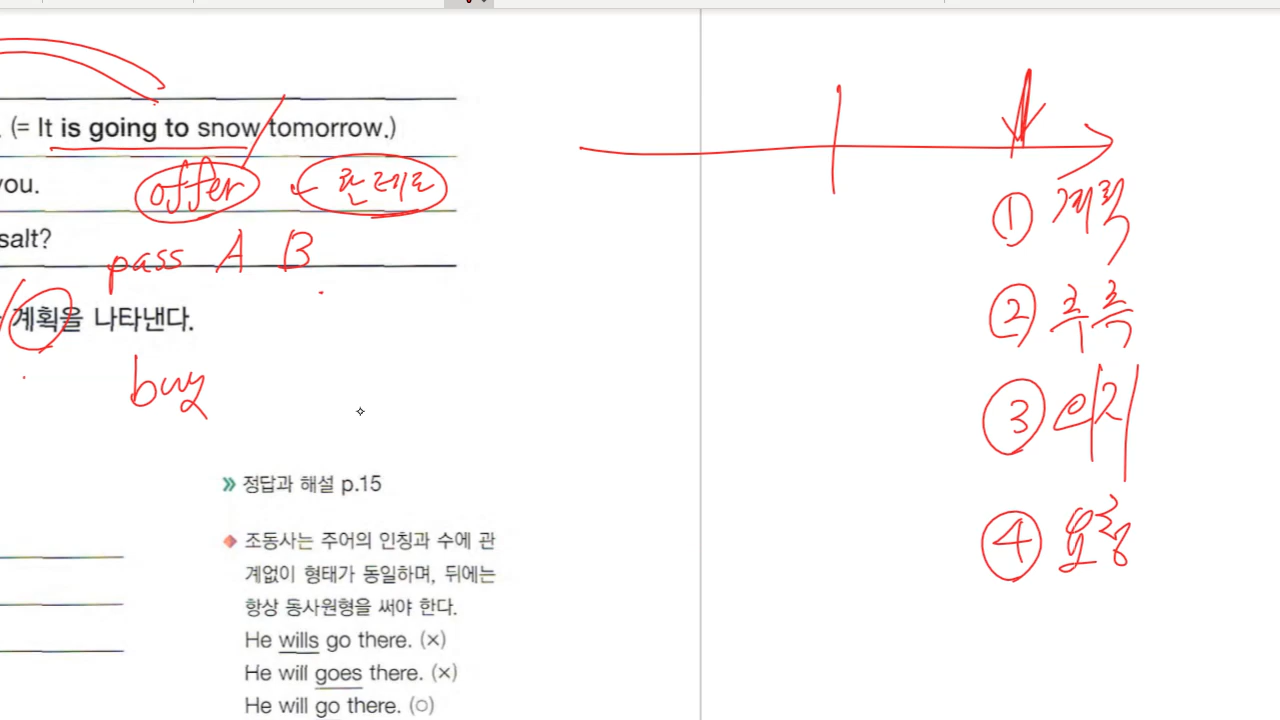 (= It is going to snow tomorrow.)
you.
offer
salt?
pass A B
계획을 나타낸다.
buy
» 정답과 해설 p.15
조동사는 주어의 인칭과 수에 관
계없이 형태가 동일하며, 뒤에는
항상 동사원형을 써야 한다.
He wills go there. (×)
He will goes there. (×)
He will go there. (○)
① 계획
② 추측
③ 의지
④ 요청